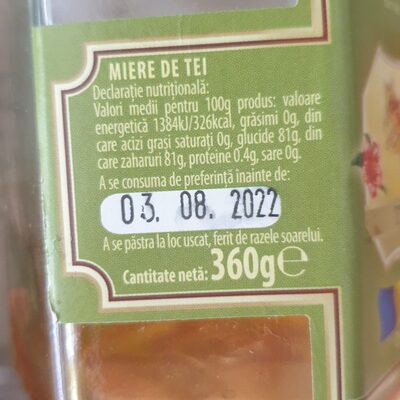 MIERE DE TEI
Declarație nutrițională:
Valori medii pentru 100g produs: valoare
energetică 1384kJ/326kcal, grăsimi 0g, din
care acizi grași saturați 0g, glucide 81g, din
care zaharuri 81g, proteine 0.4g, sare 0g.
A se consuma de preferință inainte de:
03. 08. 2022
A se păstra la loc uscat, ferit de razele soarelui.
Cantitate netă: 360g℮